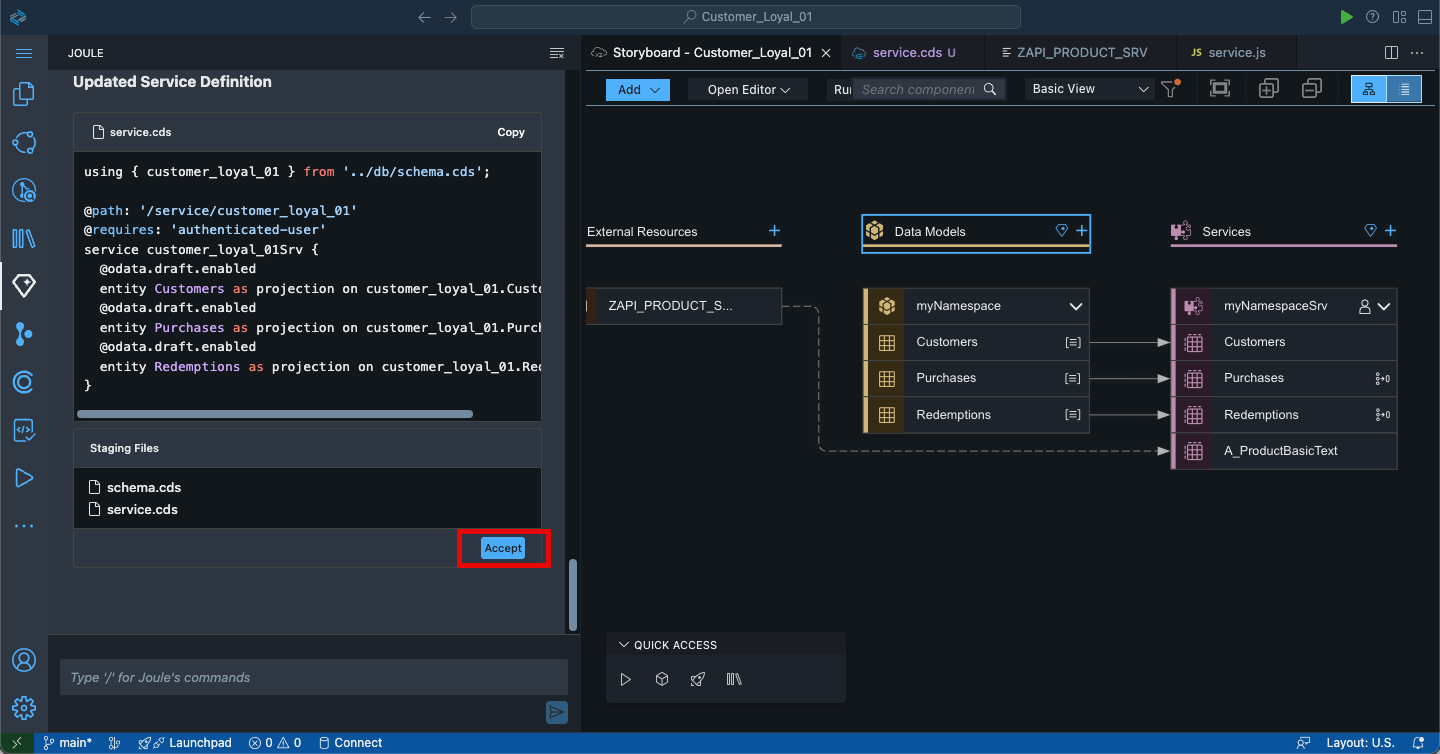 Customer_Loyal_01
JOULE
Updated Service Definition
service.cds
Copy
using { customer_loyal_01 } from '../db/schema.cds';
@path: '/service/customer_loyal_01'
@requires: 'authenticated-user'
service customer_loyal_01Srv {
@odata.draft.enabled
entity Customers as projection on customer_loyal_01.Custo
@odata.draft.enabled
entity Purchases as projection on customer_loyal_01.Purch
@odata.draft.enabled
entity Redemptions as projection on customer_loyal_01.Red
}
Staging Files
schema.cds
service.cds
Accept
Type '/' for Joule's commands
Storyboard - Customer_Loyal_01
service.cds U
ZAPI_PRODUCT_SRV
JS service.js
Add
Open Editor
Run
Search component
Basic View
External Resources
Data Models
Services
ZAPI_PRODUCT_S...
myNamespace
Customers
Purchases
Redemptions
myNamespaceSrv
Customers
Purchases
Redemptions
A_ProductBasicText
QUICK ACCESS
main*
Launchpad
0
0
Connect
Layout: U.S.